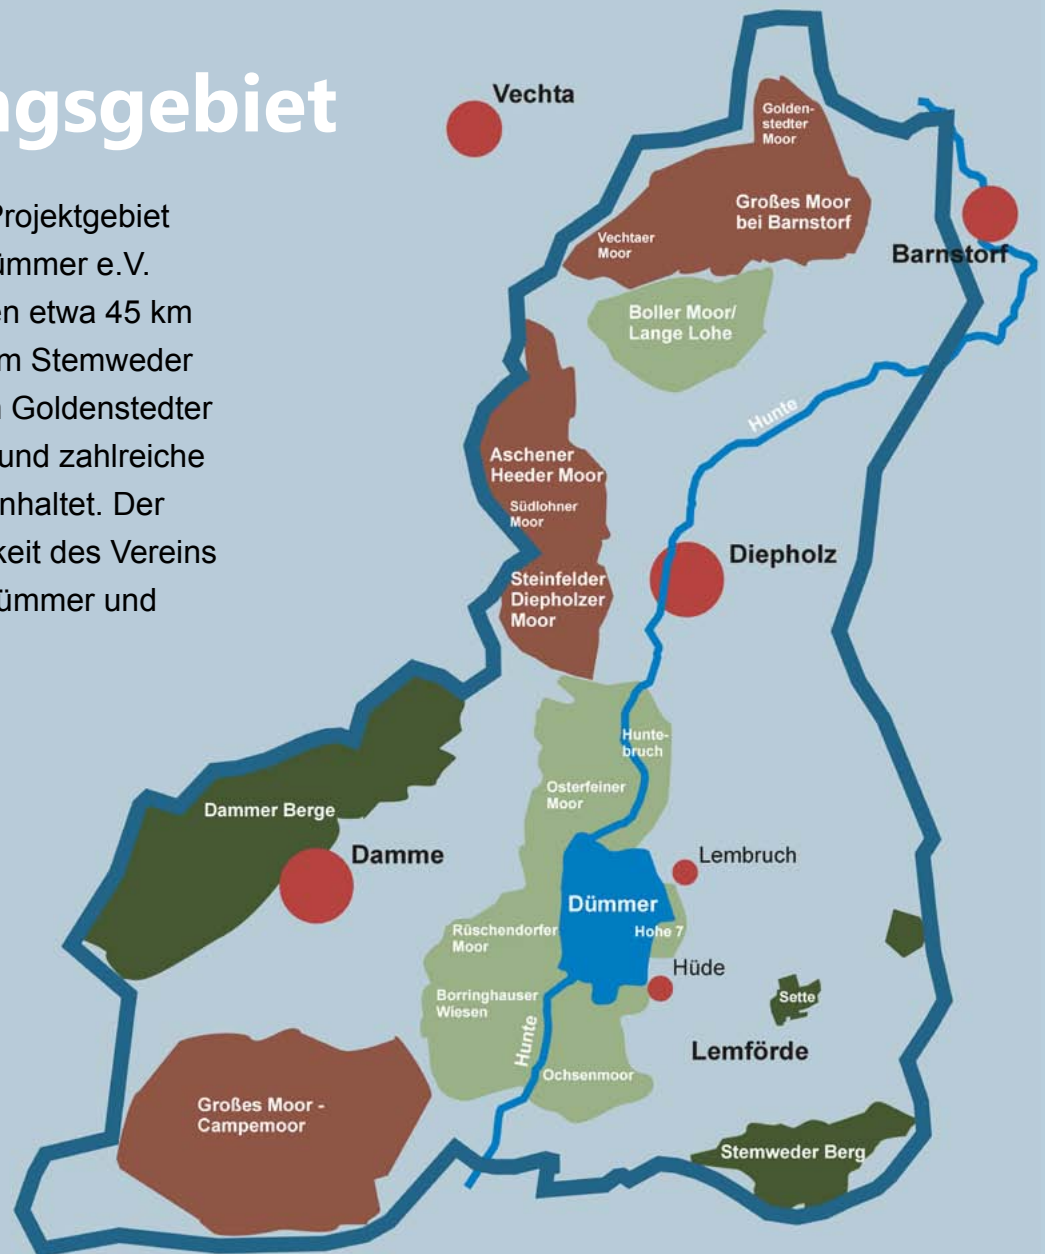 ngsgebiet
Projektgebiet
ümmer e.V.
en etwa 45 km
m Stemweder
n Goldenstedter
und zahlreiche
nhaltet. Der
keit des Vereins
ümmer und
Vechta
Golden-
stedter
Moor
Großes Moor
bei Barnstorf
Vechtaer
Moor
Barnstorf
Boller Moor/
Lange Lohe
Hunte
Aschener
Heeder Moor
Südlohner
Moor
Diepholz
Steinfelder
Diepholzer
Moor
Hunte-
bruch
Osterfeiner
Moor
Dammer Berge
Damme
Lembruch
Dümmer
Hohe 7
Rüschendorfer
Moor
Hüde
Borringhauser
Wiesen
Sette
Hunte
Lemförde
Ochsenmoor
Großes Moor -
Campemoor
Stemweder Berg